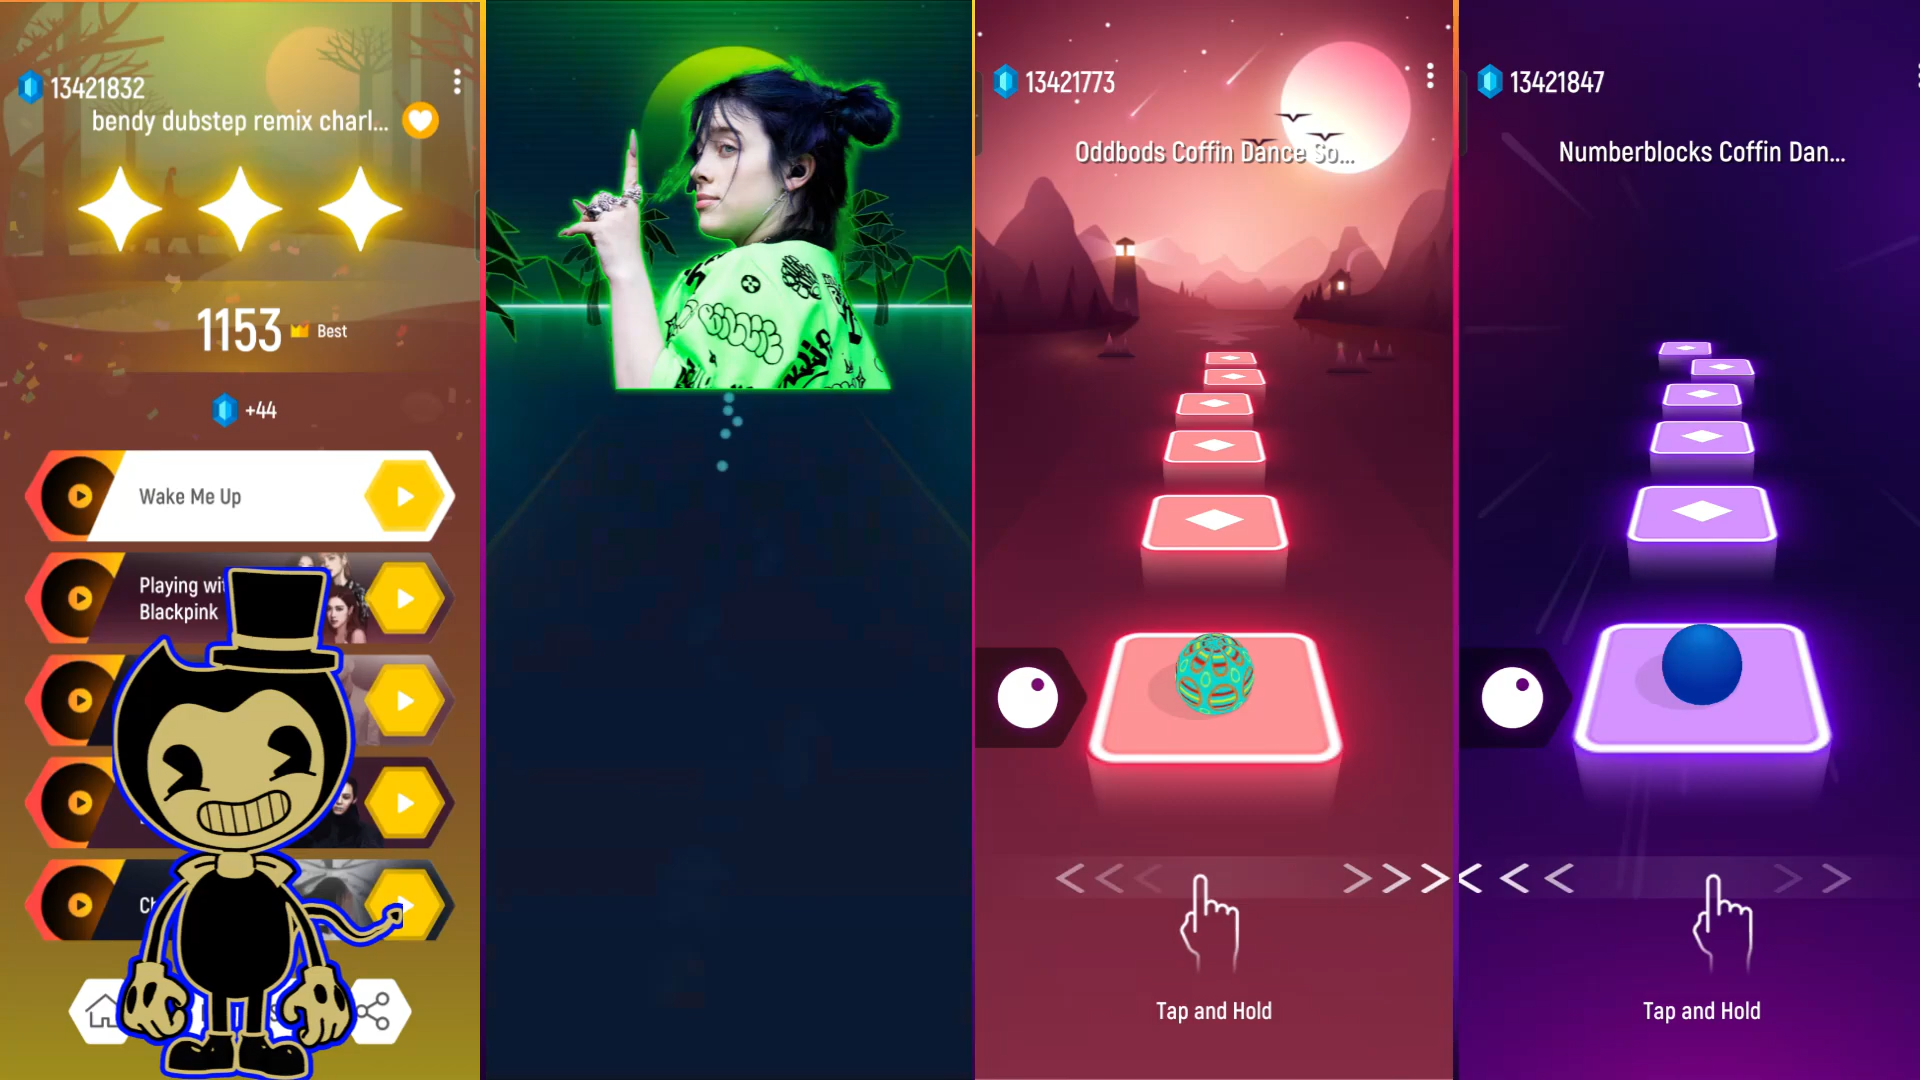 13421832
bendy dubstep remix charl...
1153 Best
+44
Wake Me Up
Playing wi
Blackpink
13421773
Oddbods Coffin Dance So...
Tap and Hold
13421847
Numberblocks Coffin Dan...
Tap and Hold